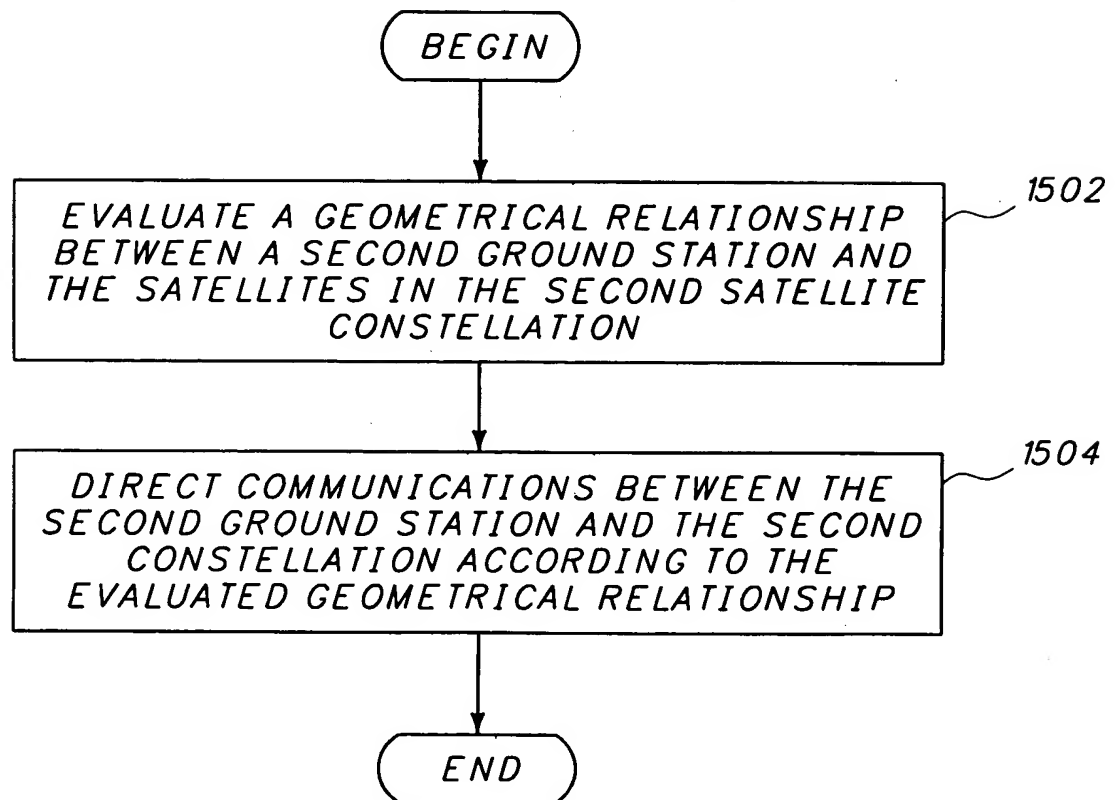 BEGIN
EVALUATE A GEOMETRICAL RELATIONSHIP
BETWEEN A SECOND GROUND STATION AND
THE SATELLITES IN THE SECOND SATELLITE
CONSTELLATION
1502
DIRECT COMMUNICATIONS BETWEEN THE
SECOND GROUND STATION AND THE SECOND
CONSTELLATION ACCORDING TO THE
EVALUATED GEOMETRICAL RELATIONSHIP
1504
END